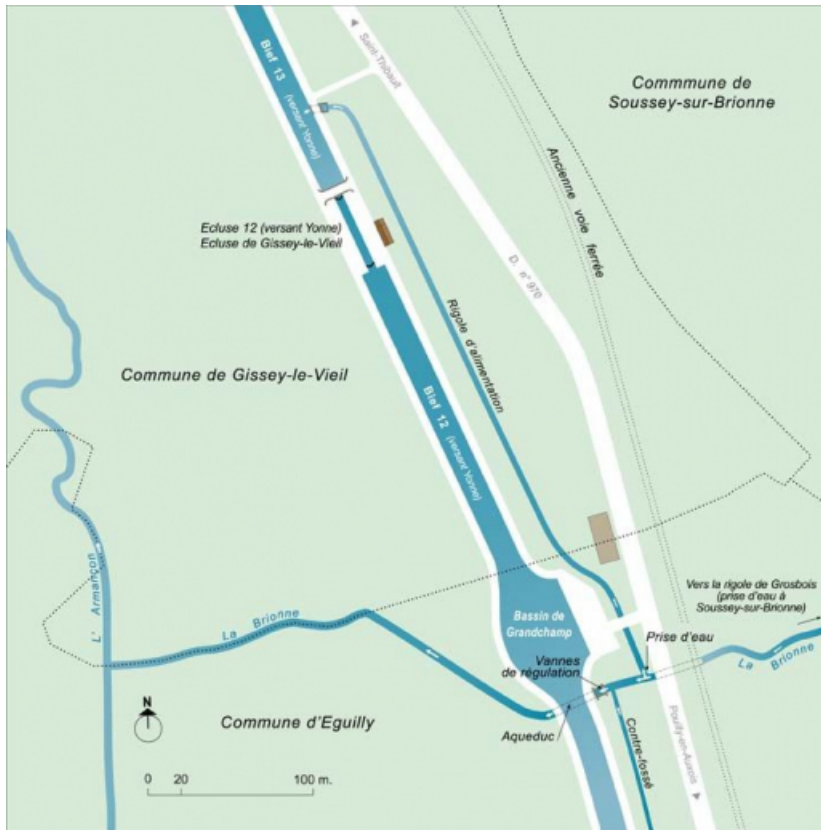 Saint-Thibault
Bief 13
(versant Yonne)
Commmune de
Soussey-sur-Brionne
Ancienne voie ferrée
Ecluse 12 (versant Yonne)
Ecluse de Gissey-le-Vieil
D. n° 970
Rigole d'alimentation
Commune de Gissey-le-Vieil
Bief 12
(versant Yonne)
L' Armançon
La Brionne
Bassin de
Grandchamp
Vers la rigole de Grosbois
(prise d'eau à
Soussey-sur-Brionne)
Prise d'eau
La Brionne
Vannes
de régulation
N
Commune d'Eguilly
Aqueduc
Contre-fossé
Pouilly-en-Auxois
0 20 100 m.